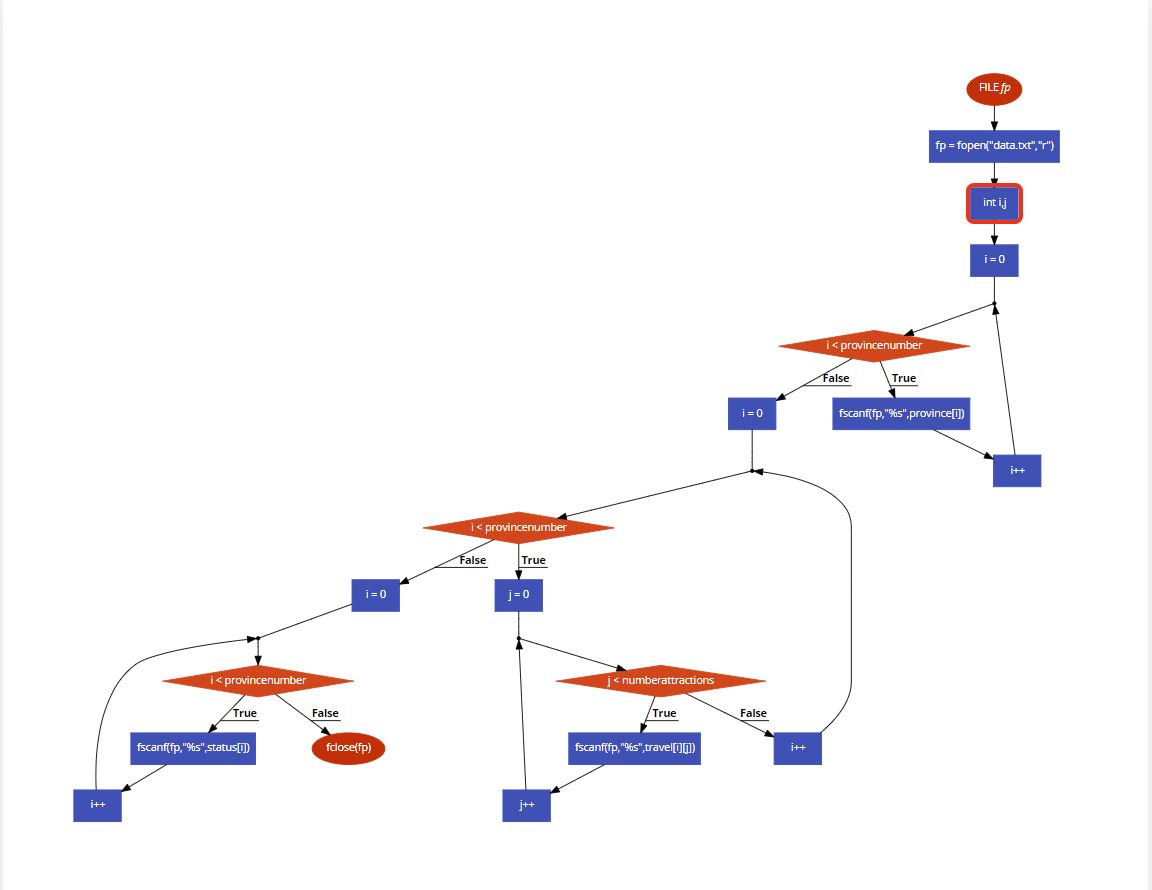 FILE fp
fp = fopen("data.txt","r")
int i,j
i = 0
i < provincenumber
False
True
i = 0
fscanf(fp,"%s",province[i])
i++
i < provincenumber
False
True
i = 0
j = 0
i < provincenumber
j < numberattractions
True
False
True
False
fscanf(fp,"%s",status[i])
fclose(fp)
fscanf(fp,"%s",travel[i][j])
i++
i++
j++